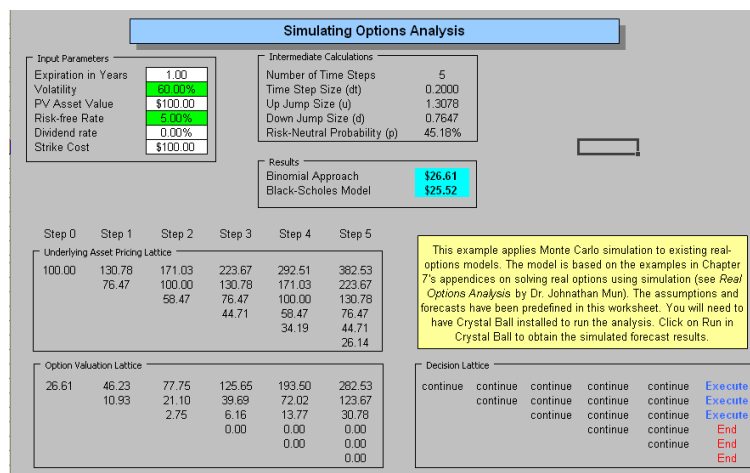 Simulating Options Analysis
Input Parameters
Expiration in Years 1.00
Volatility 60.00%
PV Asset Value $100.00
Risk-free Rate 5.00%
Dividend rate 0.00%
Strike Cost $100.00
Intermediate Calculations
Number of Time Steps 5
Time Step Size (dt) 0.2000
Up Jump Size (u) 1.3078
Down Jump Size (d) 0.7647
Risk-Neutral Probability (p) 45.18%
Results
Binomial Approach $26.61
Black-Scholes Model $25.52
Step 0 Step 1 Step 2 Step 3 Step 4 Step 5
Underlying Asset Pricing Lattice
100.00 130.78 171.03 223.67 292.51 382.53
76.47 100.00 130.78 171.03 223.67
58.47 76.47 100.00 130.78
44.71 58.47 76.47
34.19 44.71
26.14
This example applies Monte Carlo simulation to existing real-
options models. The model is based on the examples in Chapter
7's appendices on solving real options using simulation (see Real
Options Analysis by Dr. Johnathan Mun). The assumptions and
forecasts have been predefined in this worksheet. You will need to
have Crystal Ball installed to run the analysis. Click on Run in
Crystal Ball to obtain the simulated forecast results.
Option Valuation Lattice
26.61 46.23 77.75 125.65 193.50 282.53
10.93 21.10 39.69 72.02 123.67
2.75 6.16 13.77 30.78
0.00 0.00 0.00
0.00 0.00
0.00
Decision Lattice
continue continue continue continue continue Execute
continue continue continue continue Execute
continue continue continue Execute
continue continue End
continue End
End